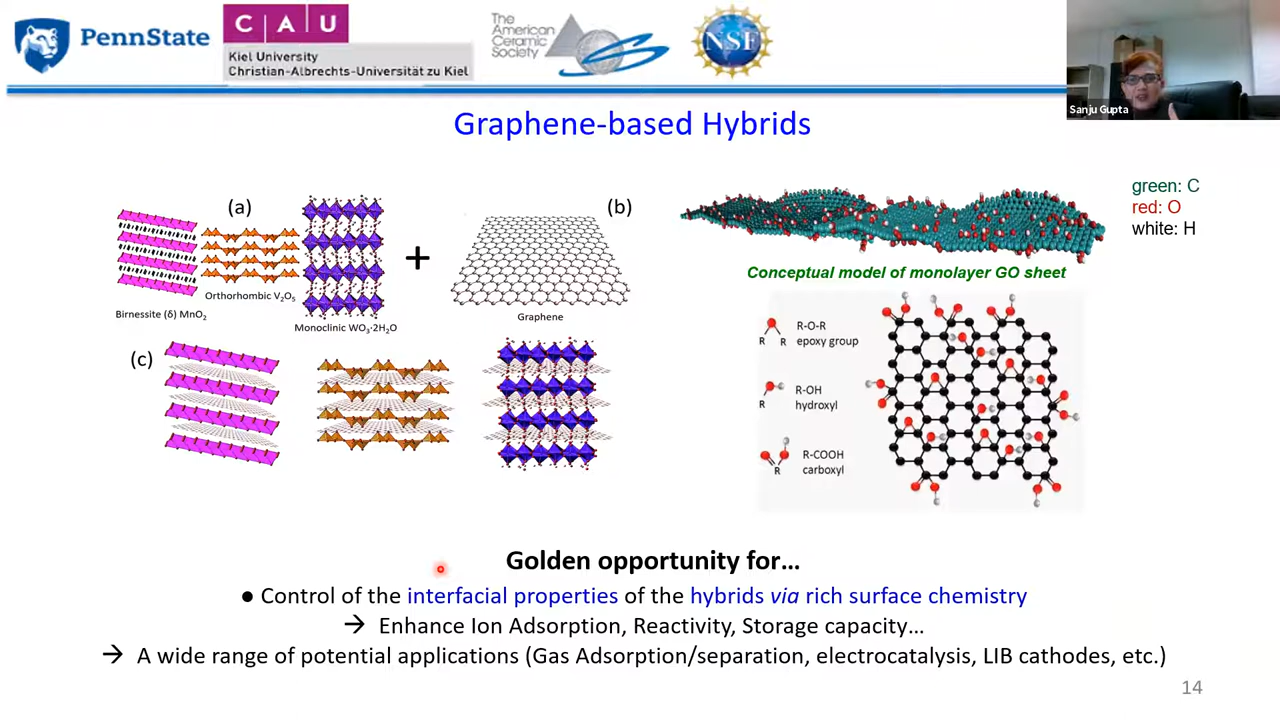 PennState
C A U
Kiel University
Christian-Albrechts-Universität zu Kiel
The
American
Ceramic
Society
NSF
Sanju Gupta
Graphene-based Hybrids
(a)
Birnessite (δ) MnO2
Orthorhombic V2O5
Monoclinic WO3·2H2O
+
(b)
Graphene
(c)
green: C
red: O
white: H
Conceptual model of monolayer GO sheet
R R
R-O-R
epoxy group
R
R-OH
hydroxyl
R
R-COOH
carboxyl
Golden opportunity for...
● Control of the interfacial properties of the hybrids via rich surface chemistry
→ Enhance Ion Adsorption, Reactivity, Storage capacity...
→ A wide range of potential applications (Gas Adsorption/separation, electrocatalysis, LIB cathodes, etc.)
14